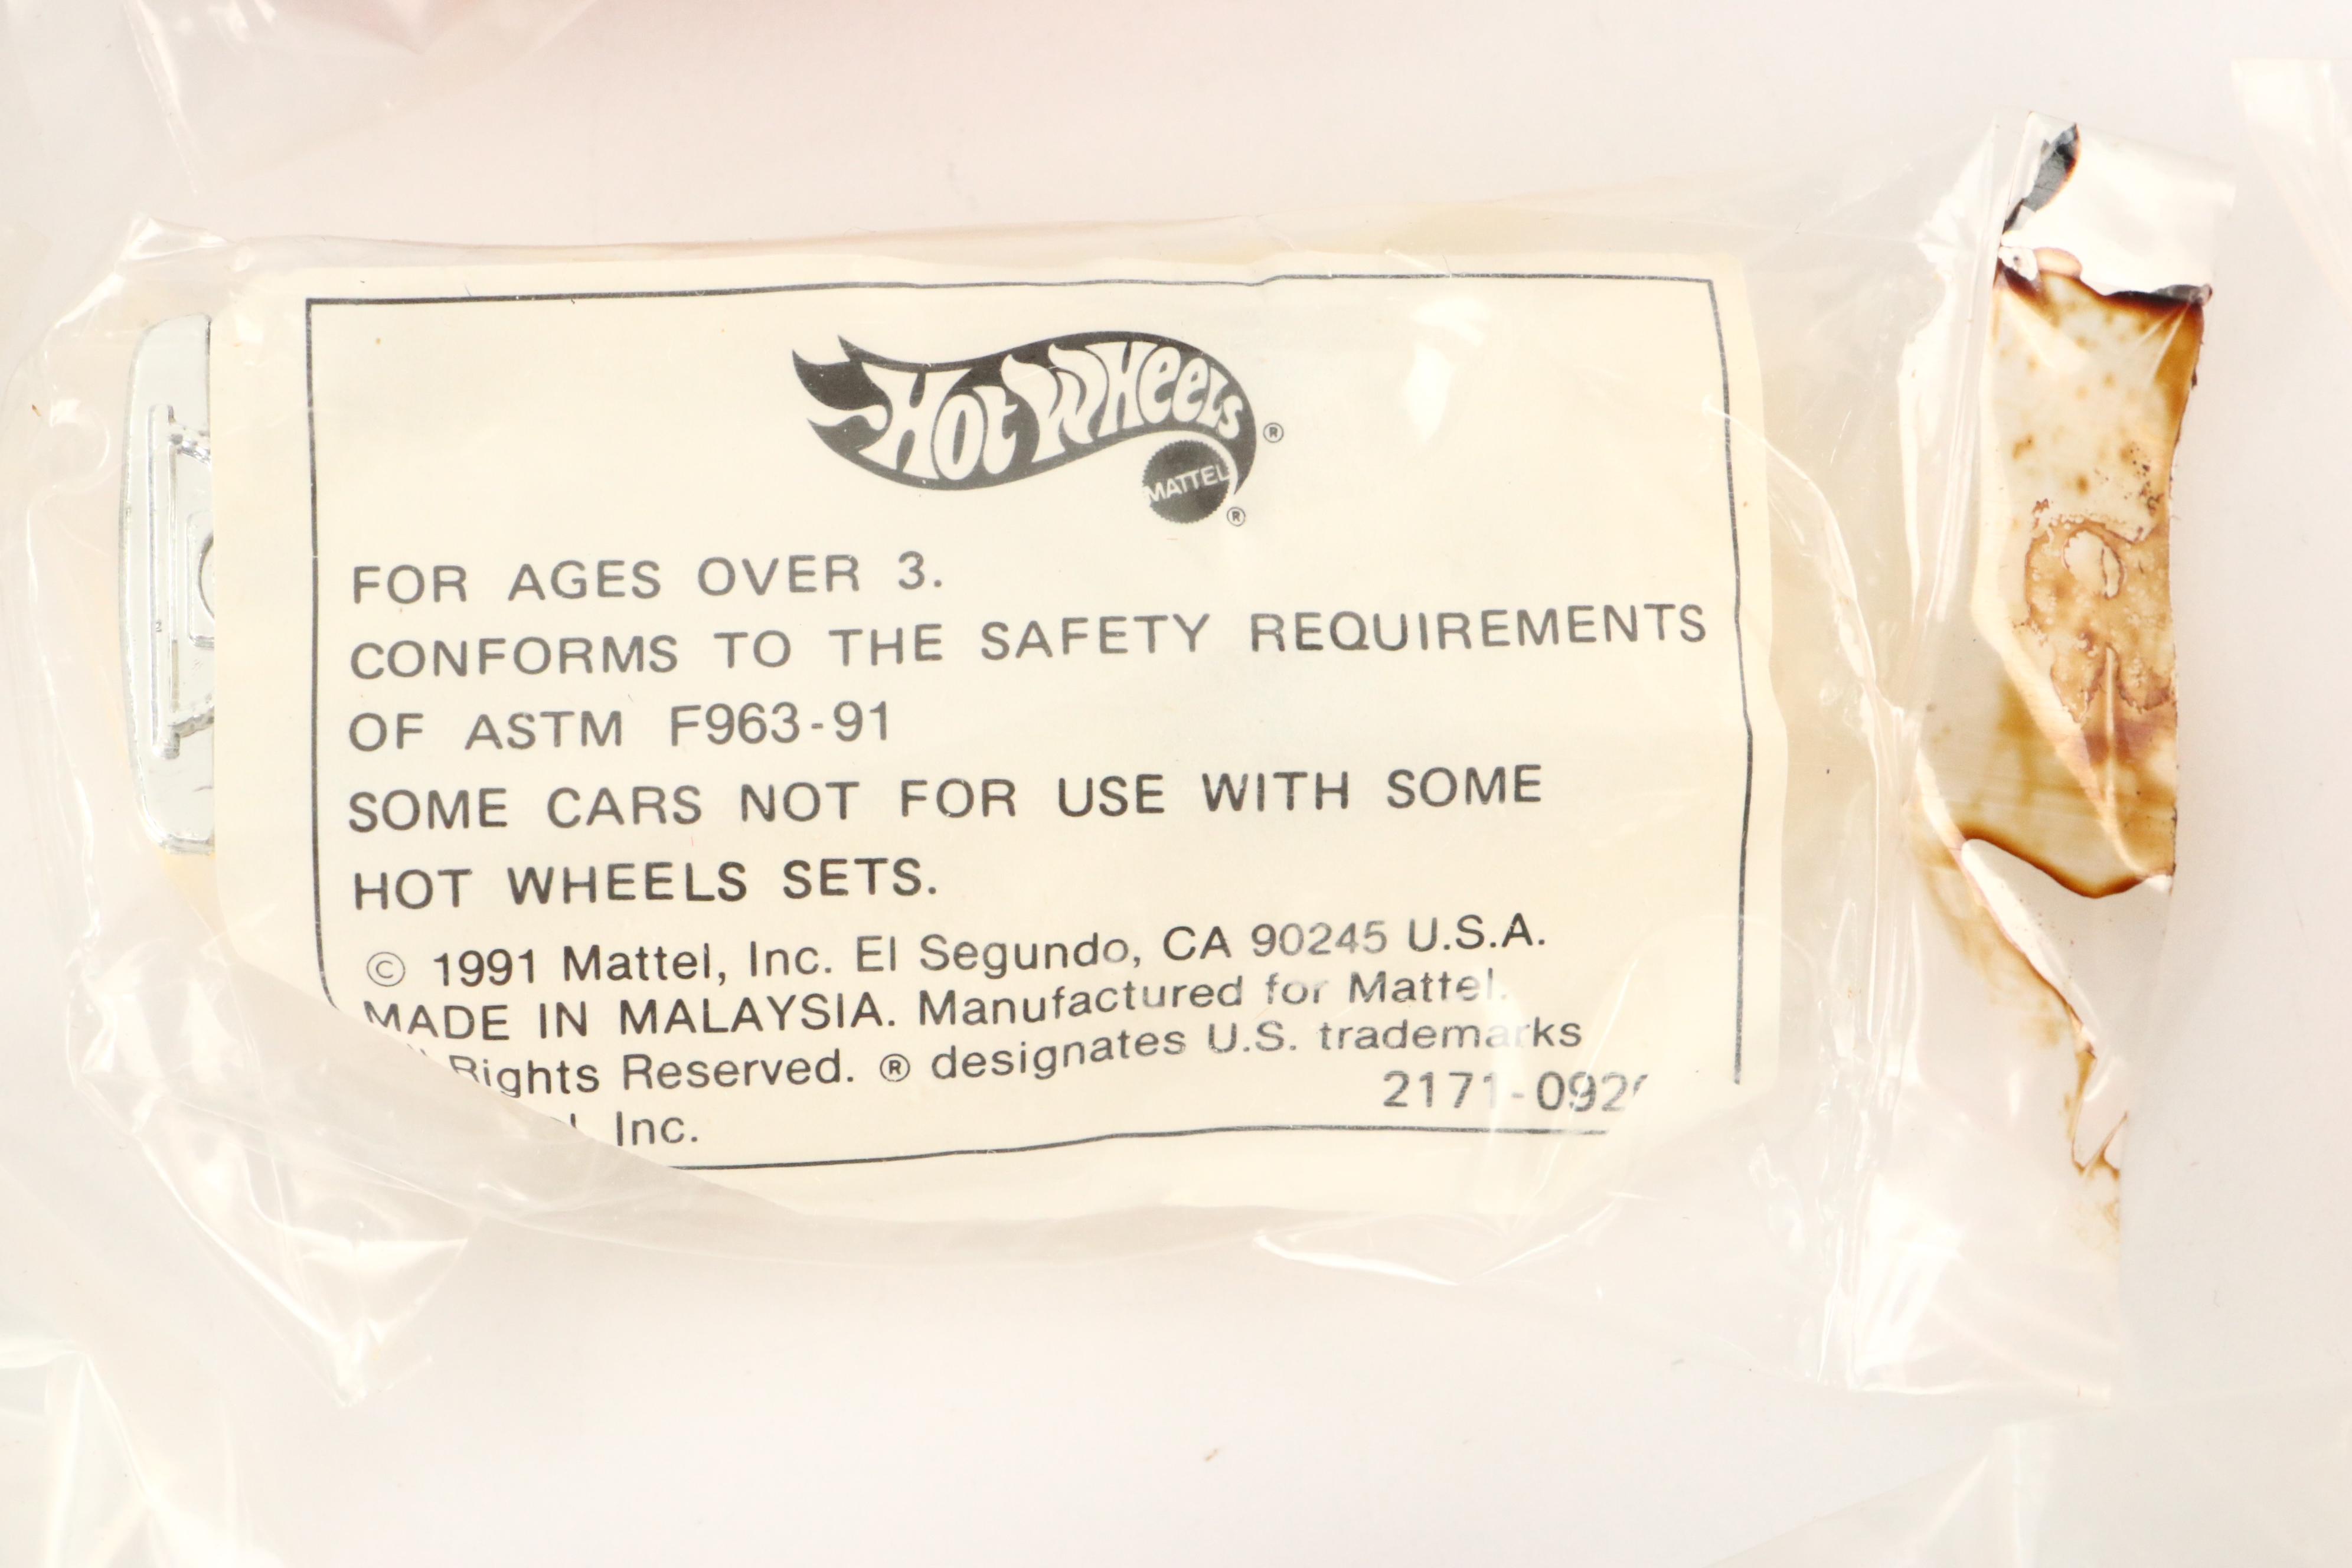 Hot Wheels ®
MATTEL ®
FOR AGES OVER 3.
CONFORMS TO THE SAFETY REQUIREMENTS
OF ASTM F963-91
SOME CARS NOT FOR USE WITH SOME
HOT WHEELS SETS.
© 1991 Mattel, Inc. El Segundo, CA 90245 U.S.A.
MADE IN MALAYSIA. Manufactured for Mattel.
Rights Reserved. ® designates U.S. trademarks
Inc.